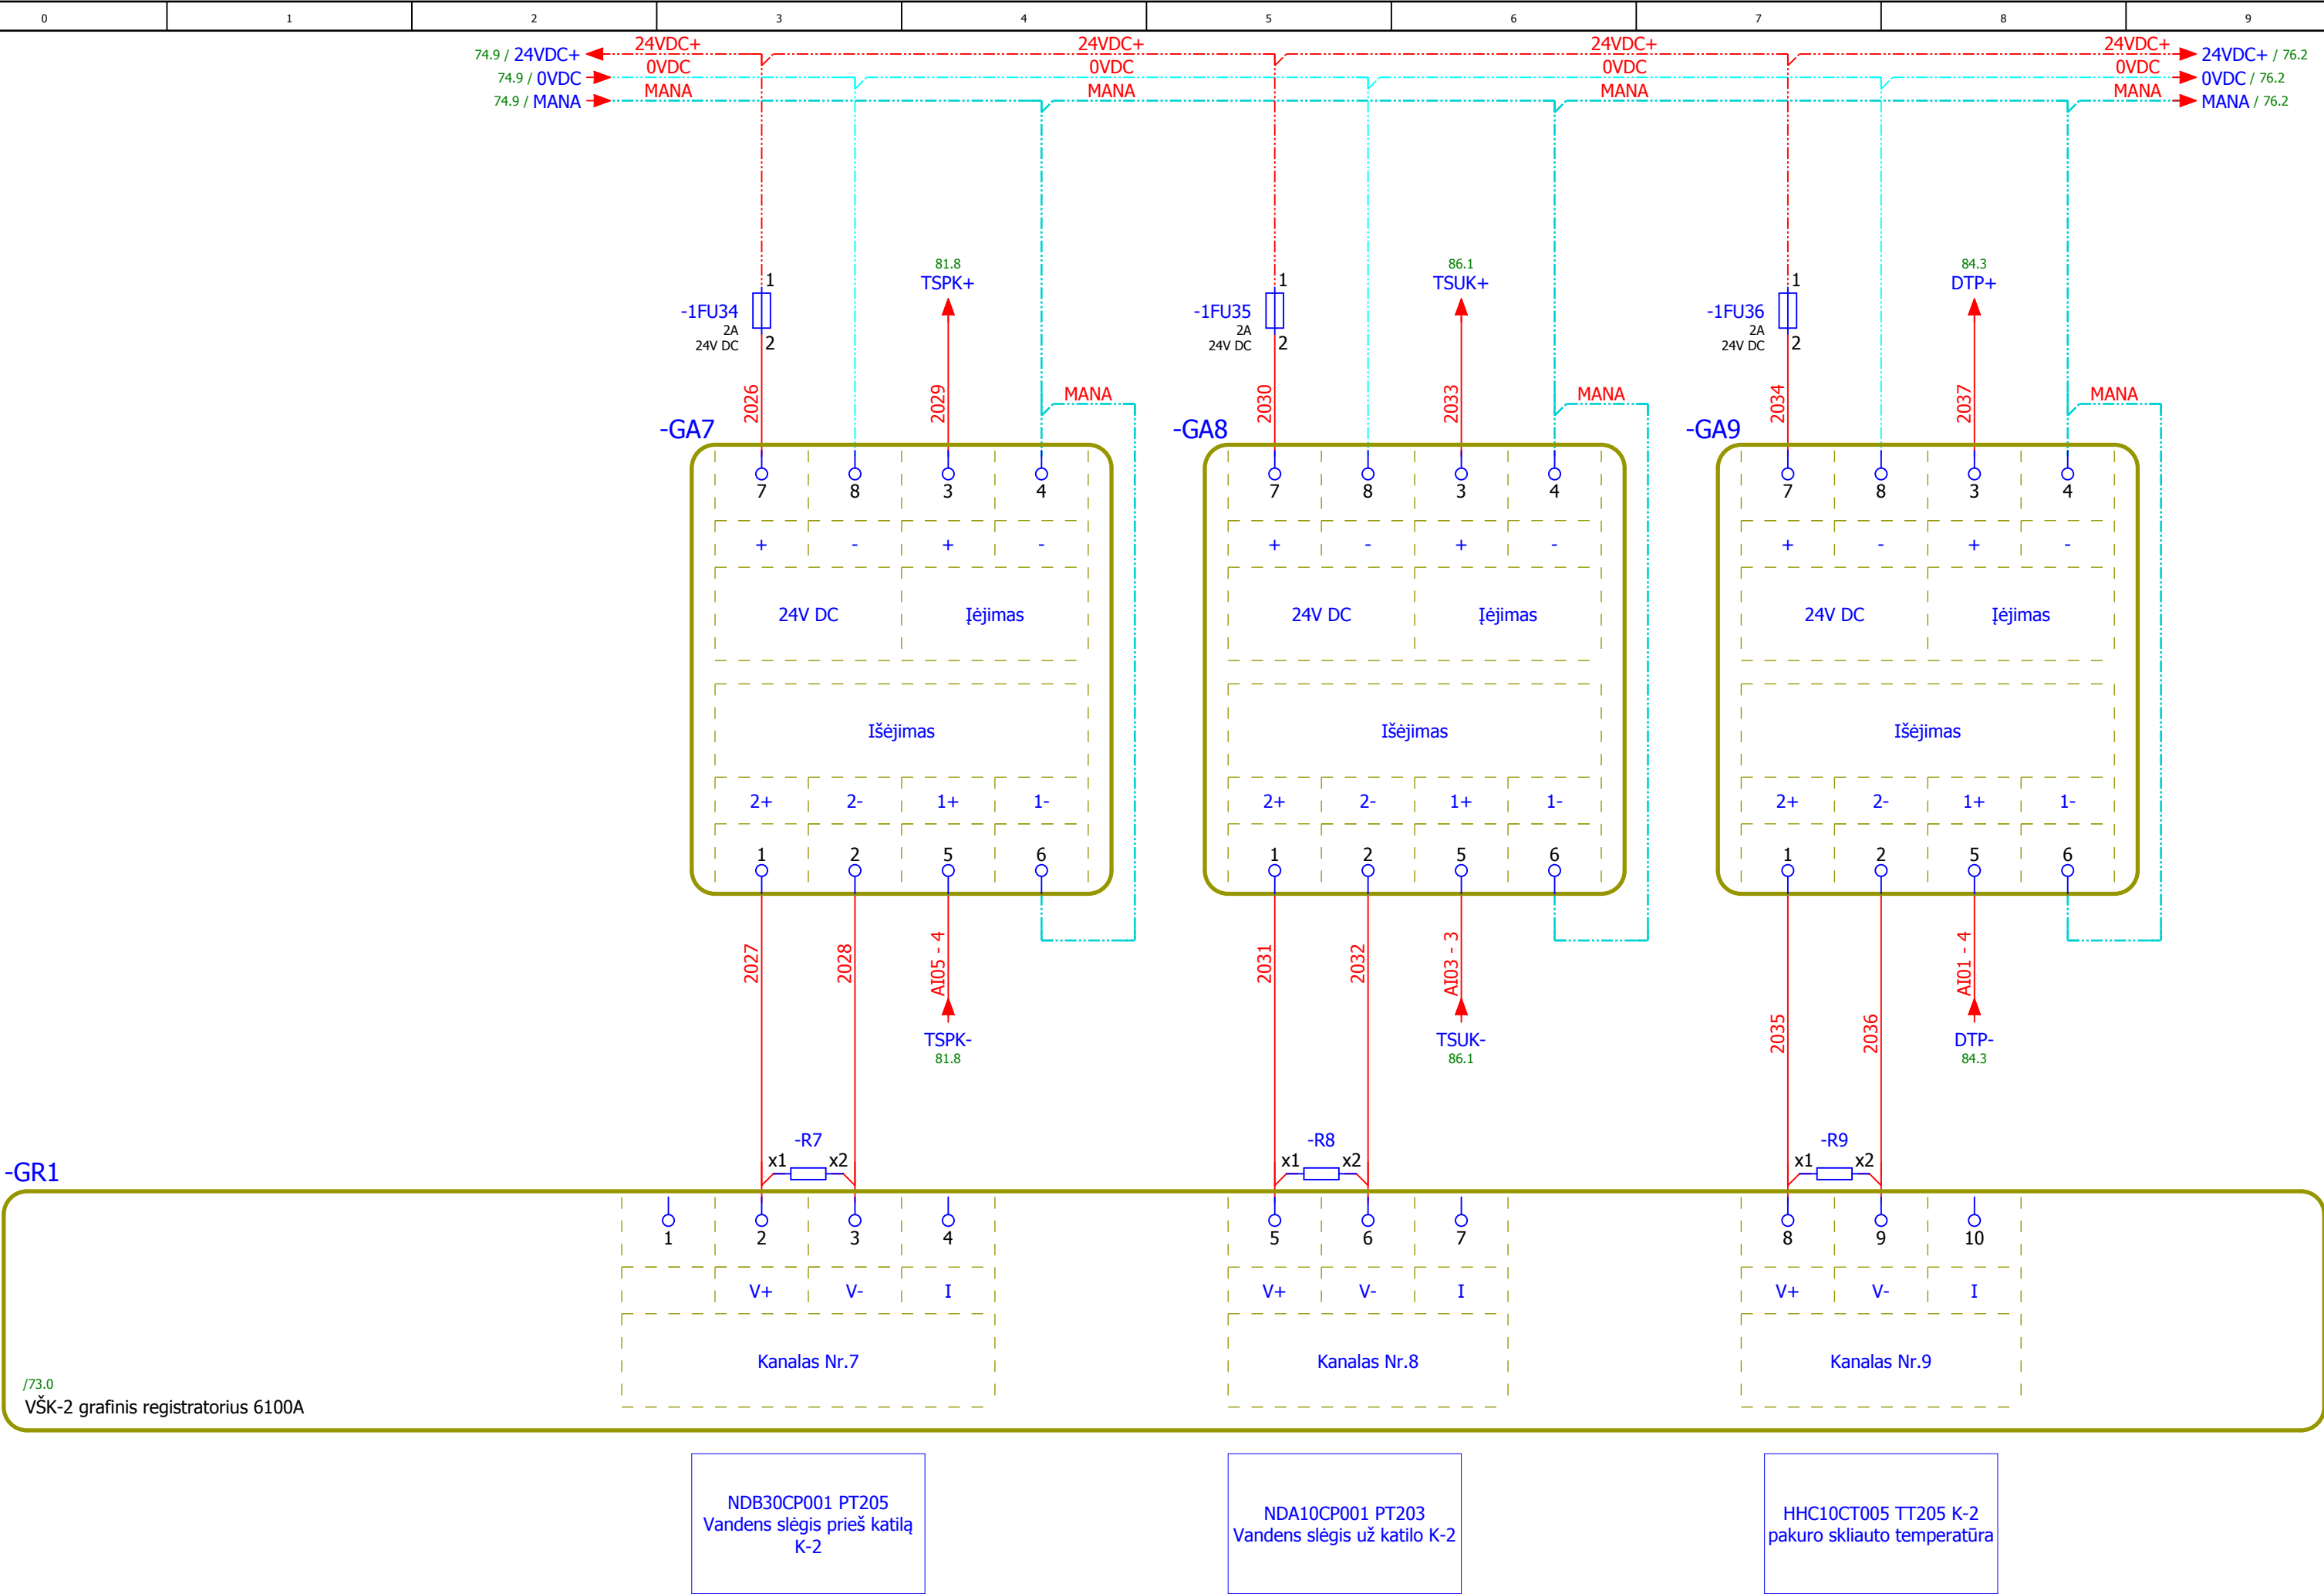 0 1 2 3 4 5 6 7 8 9
74.9 / 24VDC+ 24VDC+ 24VDC+ 24VDC+ 24VDC+ 24VDC+ / 76.2
74.9 / 0VDC 0VDC 0VDC 0VDC 0VDC 0VDC / 76.2
74.9 / MANA MANA MANA MANA MANA MANA / 76.2
81.8 86.1 84.3
TSPK+ TSUK+ DTP+
1 1 1
-1FU34 -1FU35 -1FU36
2A 2A 2A
24V DC 2 24V DC 2 24V DC 2
2026 2029 MANA 2030 2033 MANA 2034 2037 MANA
-GA7 -GA8 -GA9
7 8 3 4 7 8 3 4 7 8 3 4
+ - + - + - + - + - + -
24V DC Įėjimas 24V DC Įėjimas 24V DC Įėjimas
Išėjimas Išėjimas Išėjimas
2+ 2- 1+ 1- 2+ 2- 1+ 1- 2+ 2- 1+ 1-
1 2 5 6 1 2 5 6 1 2 5 6
2027 2028 AI05 - 4 2031 2032 AI03 - 3 2035 2036 AI01 - 4
TSPK- TSUK- DTP-
81.8 86.1 84.3
-R7 -R8 -R9
x1 x2 x1 x2 x1 x2
-GR1
1 2 3 4 5 6 7 8 9 10
V+ V- I V+ V- I V+ V- I
Kanalas Nr.7 Kanalas Nr.8 Kanalas Nr.9
/73.0
VŠK-2 grafinis registratorius 6100A
NDB30CP001 PT205
Vandens slėgis prieš katilą
K-2
NDA10CP001 PT203
Vandens slėgis už katilo K-2
HHC10CT005 TT205 K-2
pakuro skliauto temperatūra